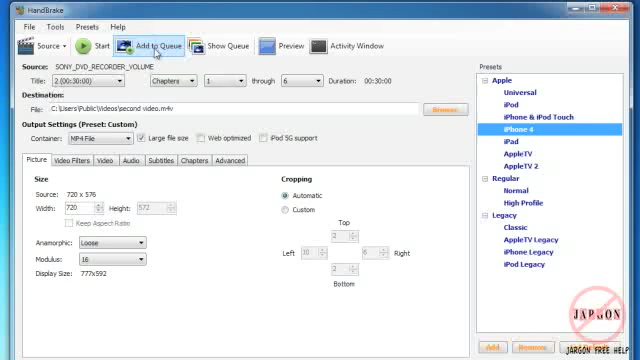 HandBrake
File Tools Presets Help
Source Start Add to Queue Show Queue Preview Activity Window
Source: SONY_DVD_RECORDER_VOLUME
Title: 2 (00:30:00) Chapters 1 through 6 Duration: 00:30:00
Destination:
File: C:\Users\Public\Videos\second video.m4v Browse
Output Settings (Preset: Custom)
Container: MP4 File Large file size Web optimized iPod 5G support
Picture Video Filters Video Audio Subtitles Chapters Advanced
Size
Source: 720 x 576
Width: 720 Height: 572
Keep Aspect Ratio
Anamorphic: Loose
Modulus: 16
Display Size: 777x592
Cropping
Automatic
Custom
Top
2
Left 10 6 Right
2
Bottom
Presets
Apple
Universal
iPod
iPhone & iPod Touch
iPhone 4
iPad
AppleTV
AppleTV 2
Regular
Normal
High Profile
Legacy
Classic
AppleTV Legacy
iPhone Legacy
iPod Legacy
Add Remove
JARGON
JARGON FREE HELP